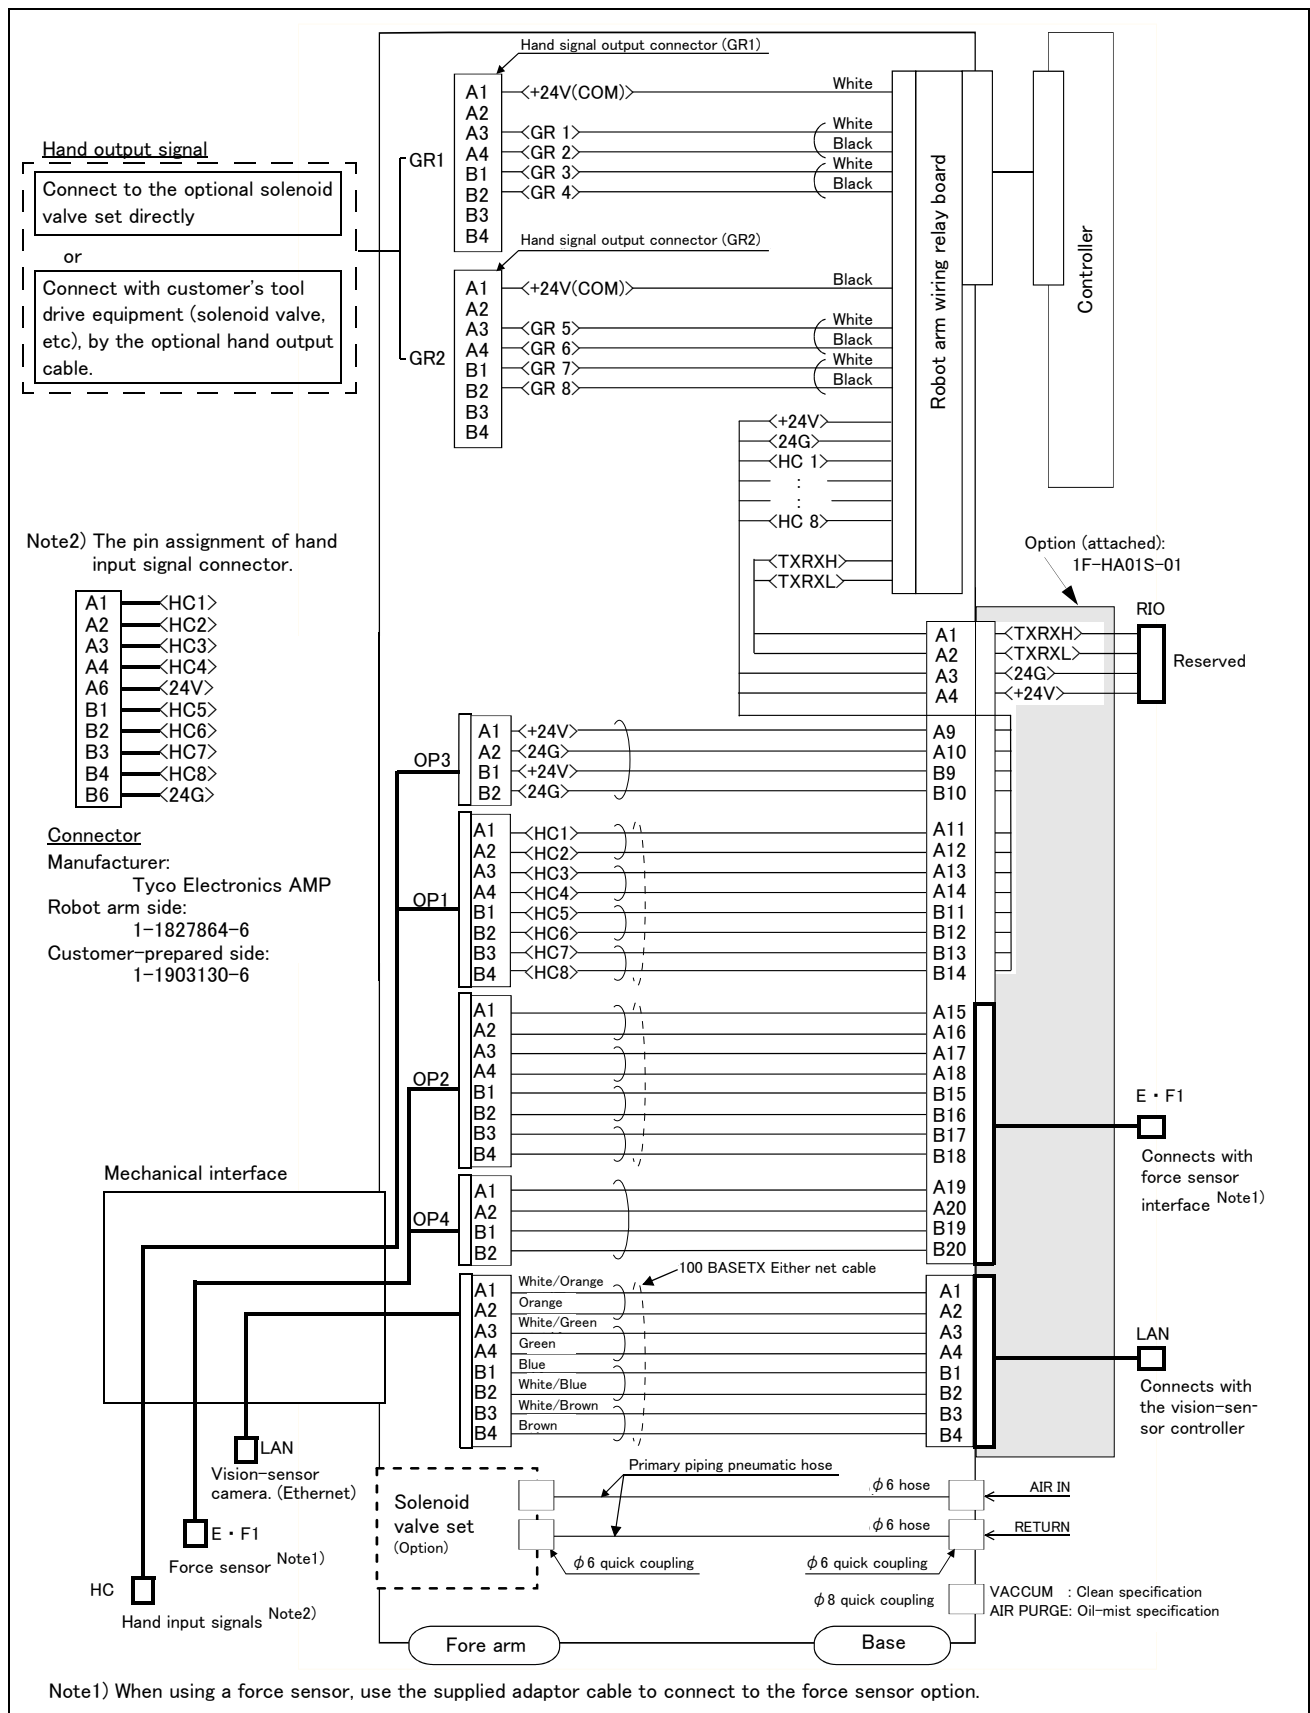 Hand signal output connector (GR1)
A1 <+24V(COM)> White
A2
A3 <GR 1> White
A4 <GR 2> Black
B1 <GR 3> White
B2 <GR 4> Black
B3
B4
Hand output signal
Connect to the optional solenoid
valve set directly
or
Connect with customer's tool
drive equipment (solenoid valve,
etc), by the optional hand output
cable.
GR1
GR2
Hand signal output connector (GR2)
A1 <+24V(COM)> Black
A2
A3 <GR 5> White
A4 <GR 6> Black
B1 <GR 7> White
B2 <GR 8> Black
B3
B4
Robot arm wiring relay board
Controller
<+24V>
<24G>
<HC 1>
:
:
<HC 8>
<TXRXH>
<TXRXL>
Note2) The pin assignment of hand
input signal connector.
A1 <HC1>
A2 <HC2>
A3 <HC3>
A4 <HC4>
A6 <24V>
B1 <HC5>
B2 <HC6>
B3 <HC7>
B4 <HC8>
B6 <24G>
Connector
Manufacturer:
Tyco Electronics AMP
Robot arm side:
1-1827864-6
Customer-prepared side:
1-1903130-6
Option (attached):
1F-HA01S-01
RIO
A1 <TXRXH>
A2 <TXRXL>
A3 <24G>
A4 <+24V>
Reserved
OP3
A1 <+24V> A9
A2 <24G> A10
B1 <+24V> B9
B2 <24G> B10
OP1
A1 <HC1> A11
A2 <HC2> A12
A3 <HC3> A13
A4 <HC4> A14
B1 <HC5> B11
B2 <HC6> B12
B3 <HC7> B13
B4 <HC8> B14
OP2
A1 A15
A2 A16
A3 A17
A4 A18
B1 B15
B2 B16
B3 B17
B4 B18
E・F1
Connects with
force sensor
interface Note1)
Mechanical interface
OP4
A1 A19
A2 A20
B1 B19
B2 B20
100 BASETX Either net cable
A1 White/Orange A1
A2 Orange A2
A3 White/Green A3
A4 Green A4
B1 Blue B1
B2 White/Blue B2
B3 White/Brown B3
B4 Brown B4
LAN
Connects with
the vision-sen-
sor controller
LAN
Vision-sensor
camera. (Ethernet)
E・F1
Force sensor Note1)
HC
Hand input signals Note2)
Solenoid
valve set
(Option)
Primary piping pneumatic hose
φ6 hose
AIR IN
φ6 hose
RETURN
φ6 quick coupling
φ6 quick coupling
φ8 quick coupling
VACCUM : Clean specification
AIR PURGE: Oil-mist specification
Fore arm
Base
Note1) When using a force sensor, use the supplied adaptor cable to connect to the force sensor option.